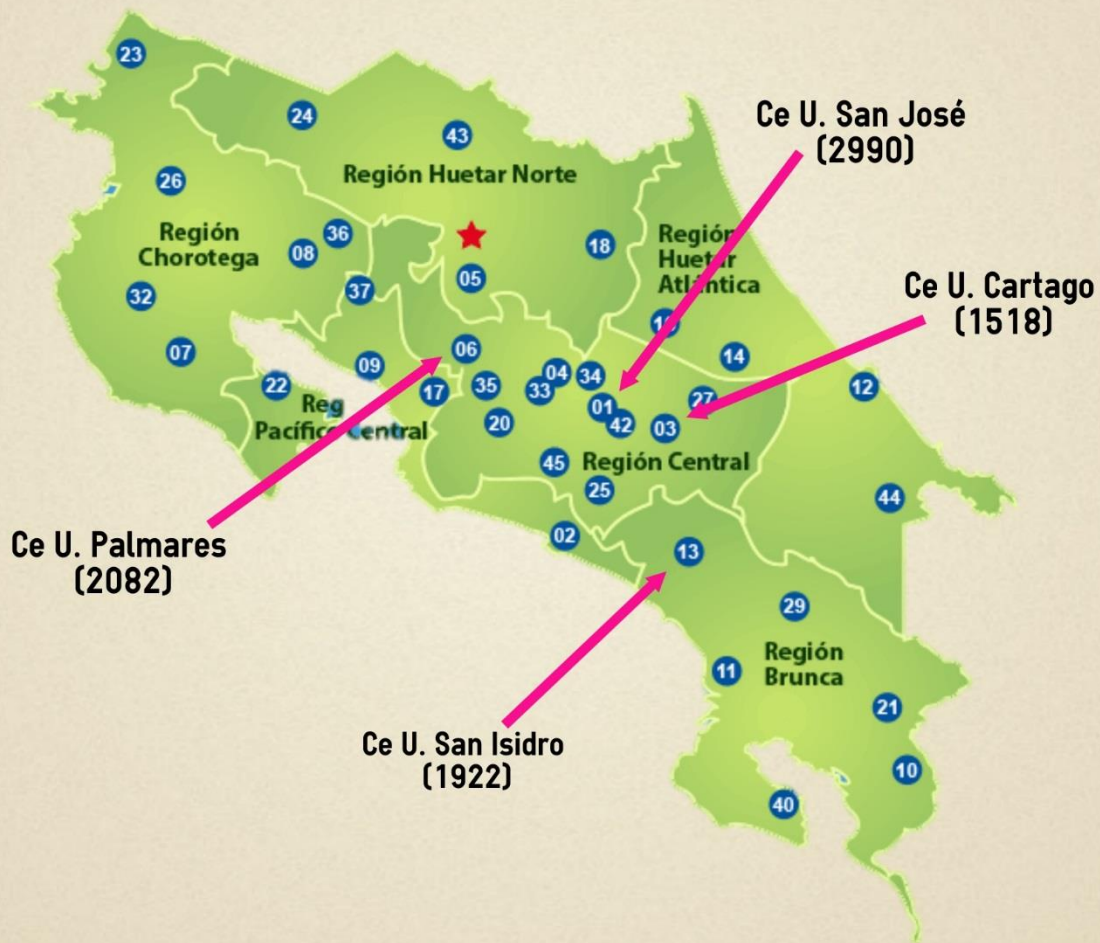 23
24
43
Ce U. San José
(2990)
Región Huetar Norte
26
Región
Chorotega
36
08
18
Región
Huetar
Atlántica
05
37
32
Ce U. Cartago
(1518)
07
06
09
14
04
34
22
17
35
33
27
12
Reg
Pacífico Central
01
20
42
03
45
Región Central
25
44
Ce U. Palmares
(2082)
02
13
29
Región
Brunca
11
21
Ce U. San Isidro
(1922)
10
40